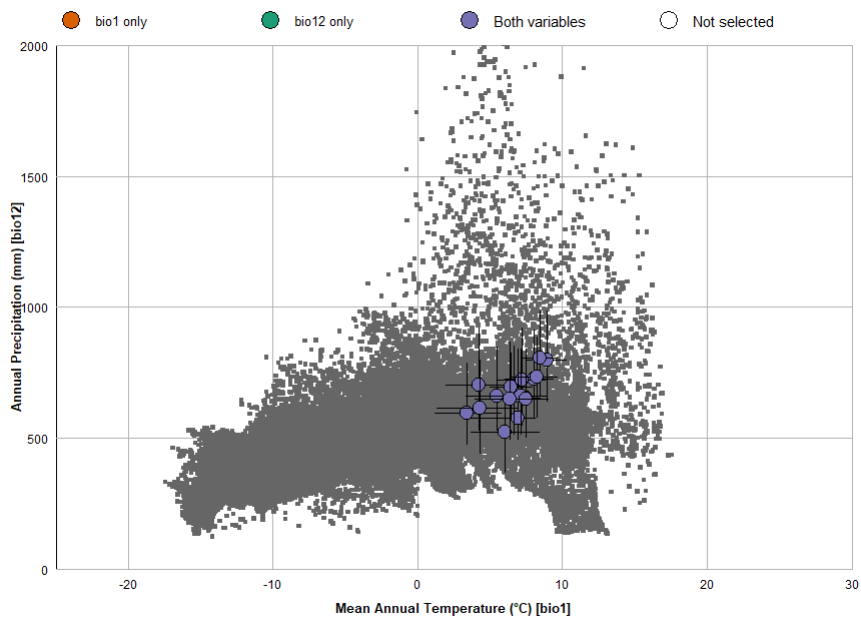 bio1 only bio12 only Both variables Not selected
2000
1500
1000
500
0
Annual Precipitation (mm) [bio12]
-20 -10 0 10 20 30
Mean Annual Temperature (°C) [bio1]